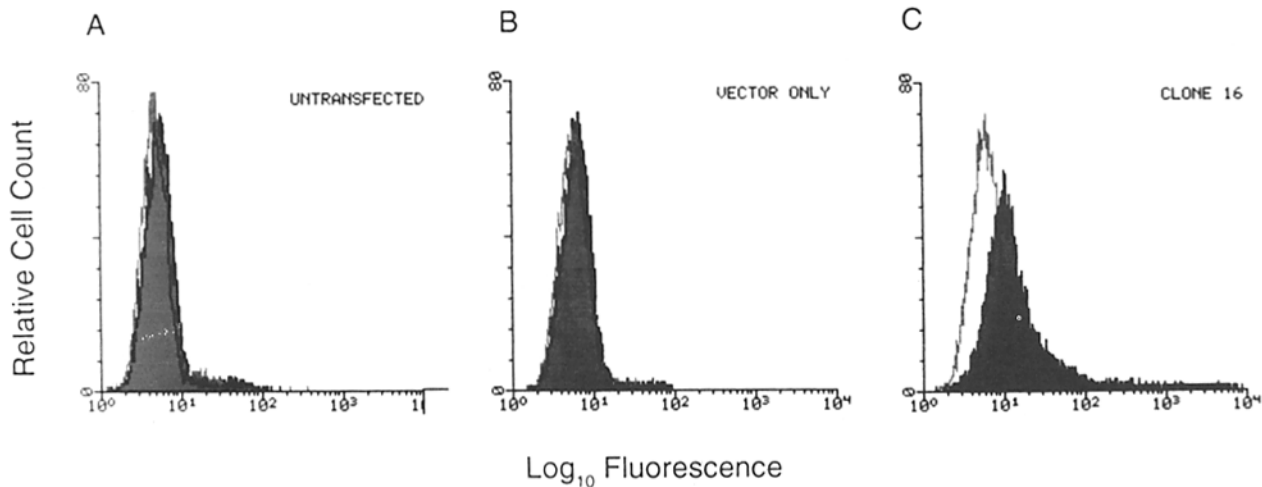 A
B
C
80
UNTRANSFECTED
80
VECTOR ONLY
80
CLONE 16
Relative Cell Count
0
0
0
10⁰ 10¹ 10² 10³
10⁰ 10¹ 10² 10³ 10⁴
10⁰ 10¹ 10² 10³ 10⁴
Log₁₀ Fluorescence